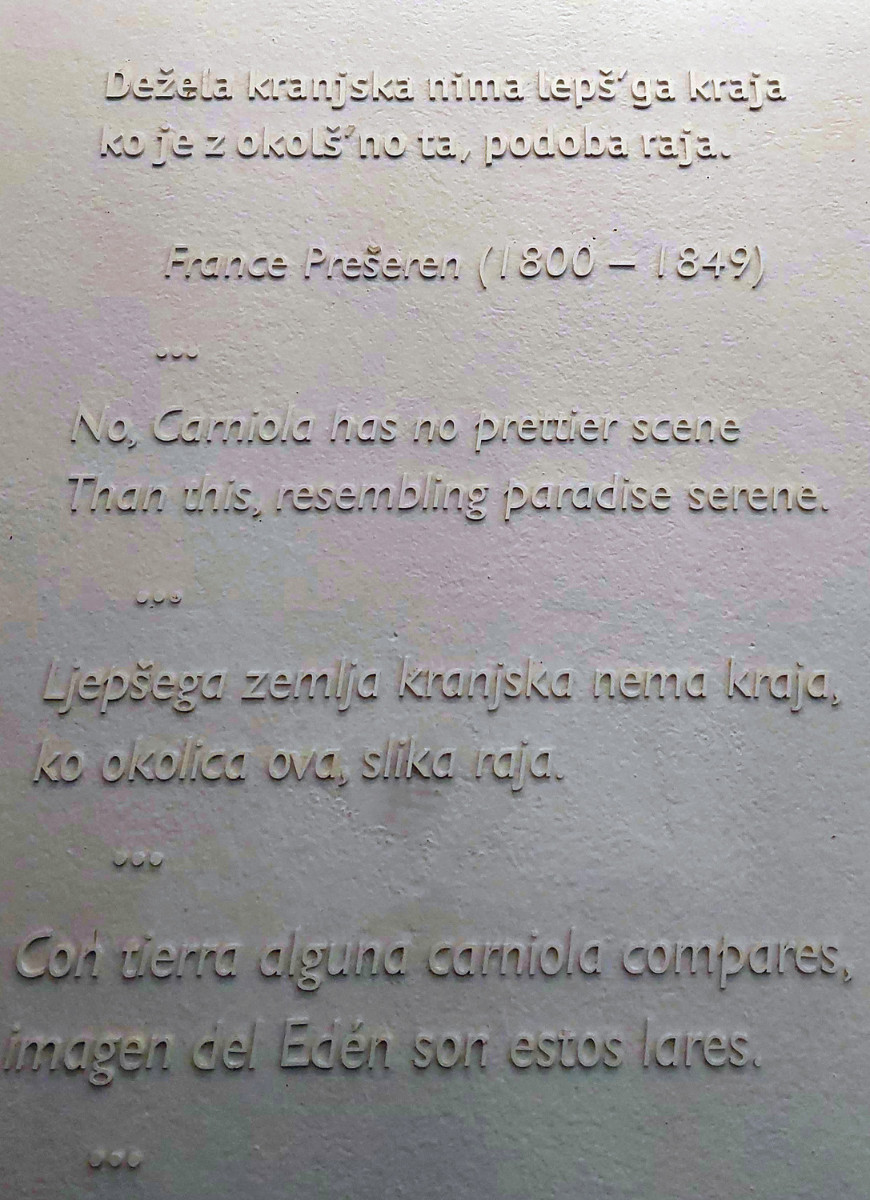 Dežela kranjska nima lepš'ga kraja
ko je z okolš'no ta, podoba raja.
France Prešeren (1800 – 1849)
...
No, Carniola has no prettier scene
Than this, resembling paradise serene.
...
Ljepšega zemlja kranjska nema kraja,
ko okolica ova, slika raja.
...
Con tierra alguna carniola compares,
imagen del Edén son estos lares.
...